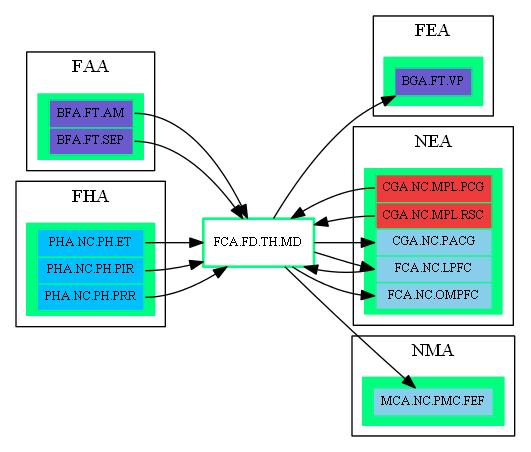 FAA
BFA.FT.AM
BFA.FT.SEP
FHA
PHA.NC.PH.ET
PHA.NC.PH.PIR
PHA.NC.PH.PRR
FCA.FD.TH.MD
FEA
BGA.FT.VP
NEA
CGA.NC.MPL.PCG
CGA.NC.MPL.RSC
CGA.NC.PACG
FCA.NC.LPFC
FCA.NC.OMPFC
NMA
MCA.NC.PMC.FEF